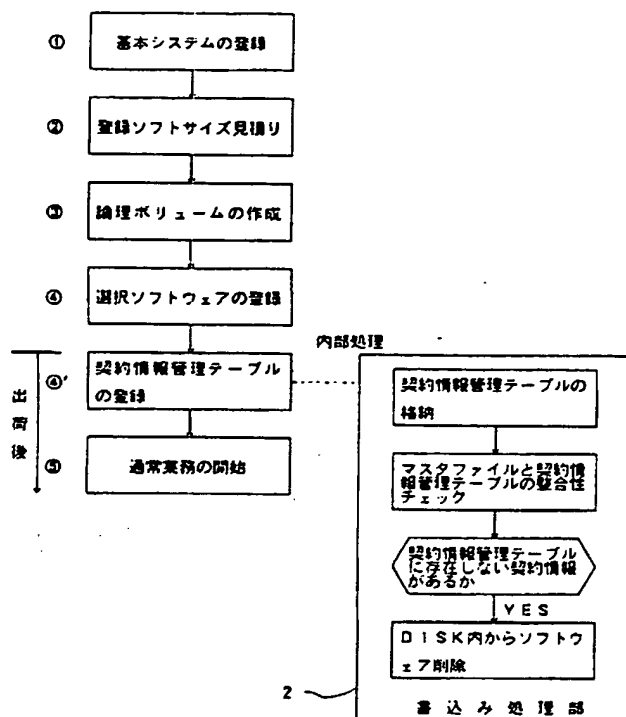 ① 基本システムの登録
② 登録ソフトサイズ見積り
③ 論理ボリュームの作成
④ 選択ソフトウェアの登録
出荷後
④' 契約情報管理テーブル
の登録
⑤ 通常業務の開始
内部処理
契約情報管理テーブルの
格納
マスタファイルと契約情
報管理テーブルの整合性
チェック
契約情報管理テーブル
に存在しない契約情報
があるか
YES
DISK内からソフトウ
ェア削除
2
書込み処理部